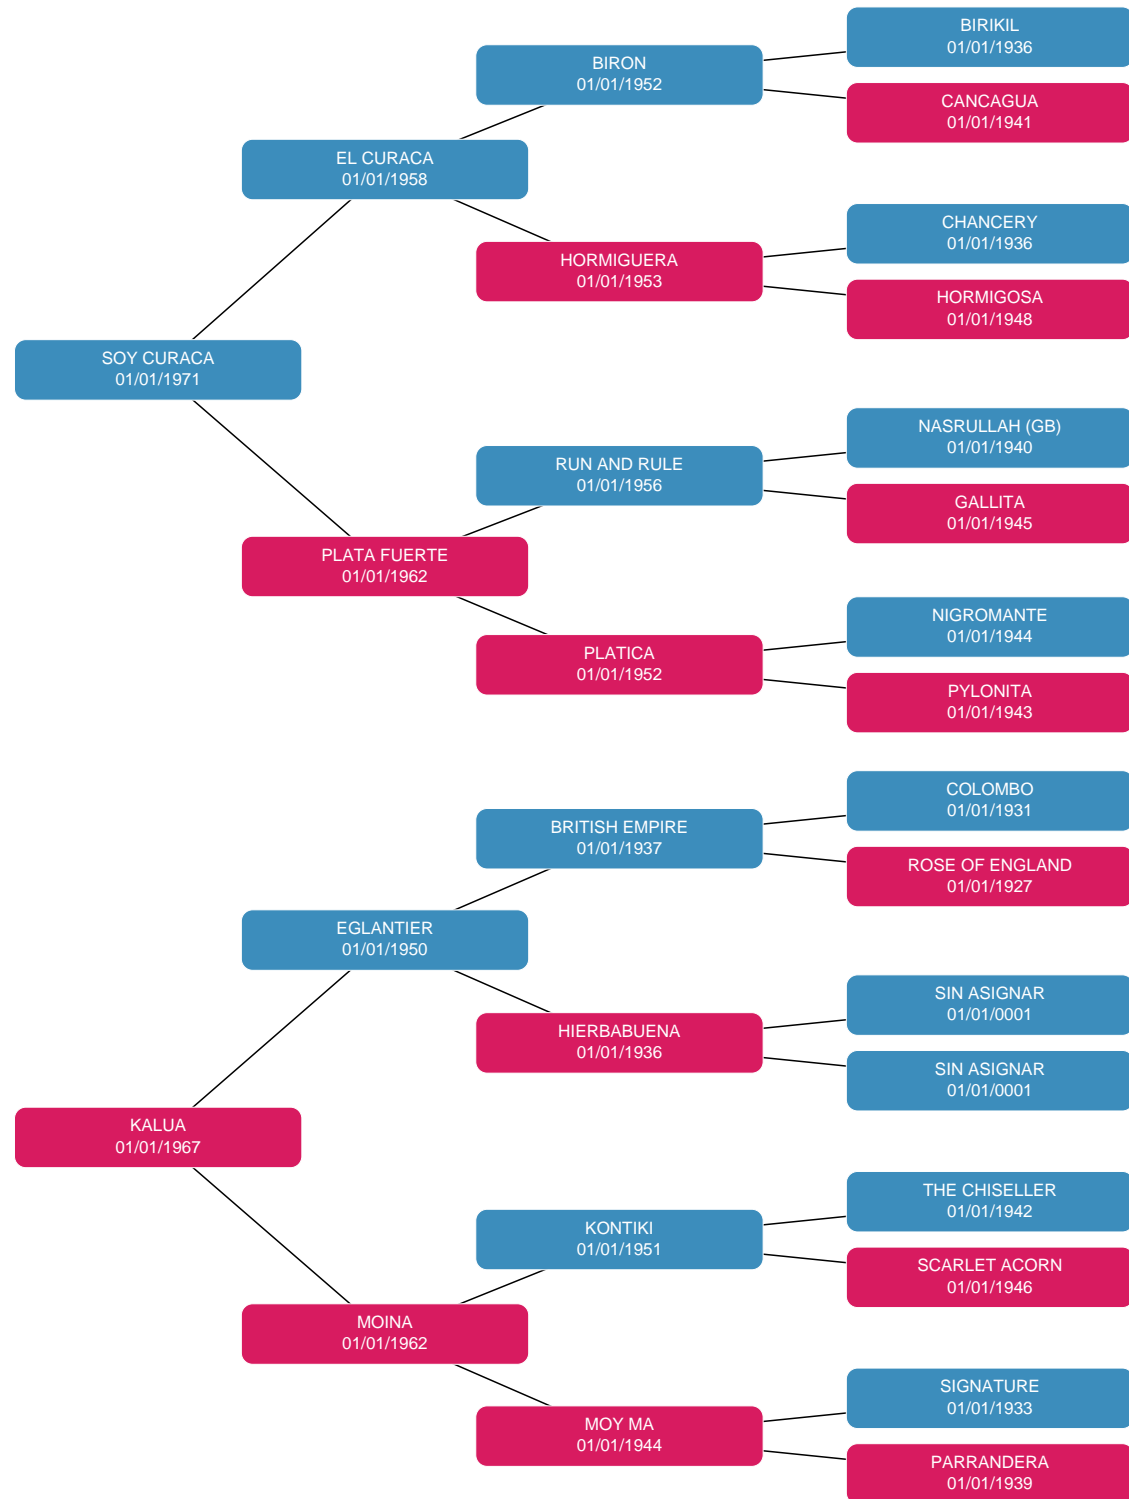 BIRIKIL
01/01/1936
BIRON
01/01/1952
CANCAGUA
01/01/1941
EL CURACA
01/01/1958
CHANCERY
01/01/1936
HORMIGUERA
01/01/1953
HORMIGOSA
01/01/1948
SOY CURACA
01/01/1971
NASRULLAH (GB)
01/01/1940
RUN AND RULE
01/01/1956
GALLITA
01/01/1945
PLATA FUERTE
01/01/1962
NIGROMANTE
01/01/1944
PLATICA
01/01/1952
PYLONITA
01/01/1943
COLOMBO
01/01/1931
BRITISH EMPIRE
01/01/1937
ROSE OF ENGLAND
01/01/1927
EGLANTIER
01/01/1950
SIN ASIGNAR
01/01/0001
HIERBABUENA
01/01/1936
SIN ASIGNAR
01/01/0001
KALUA
01/01/1967
THE CHISELLER
01/01/1942
KONTIKI
01/01/1951
SCARLET ACORN
01/01/1946
MOINA
01/01/1962
SIGNATURE
01/01/1933
MOY MA
01/01/1944
PARRANDERA
01/01/1939